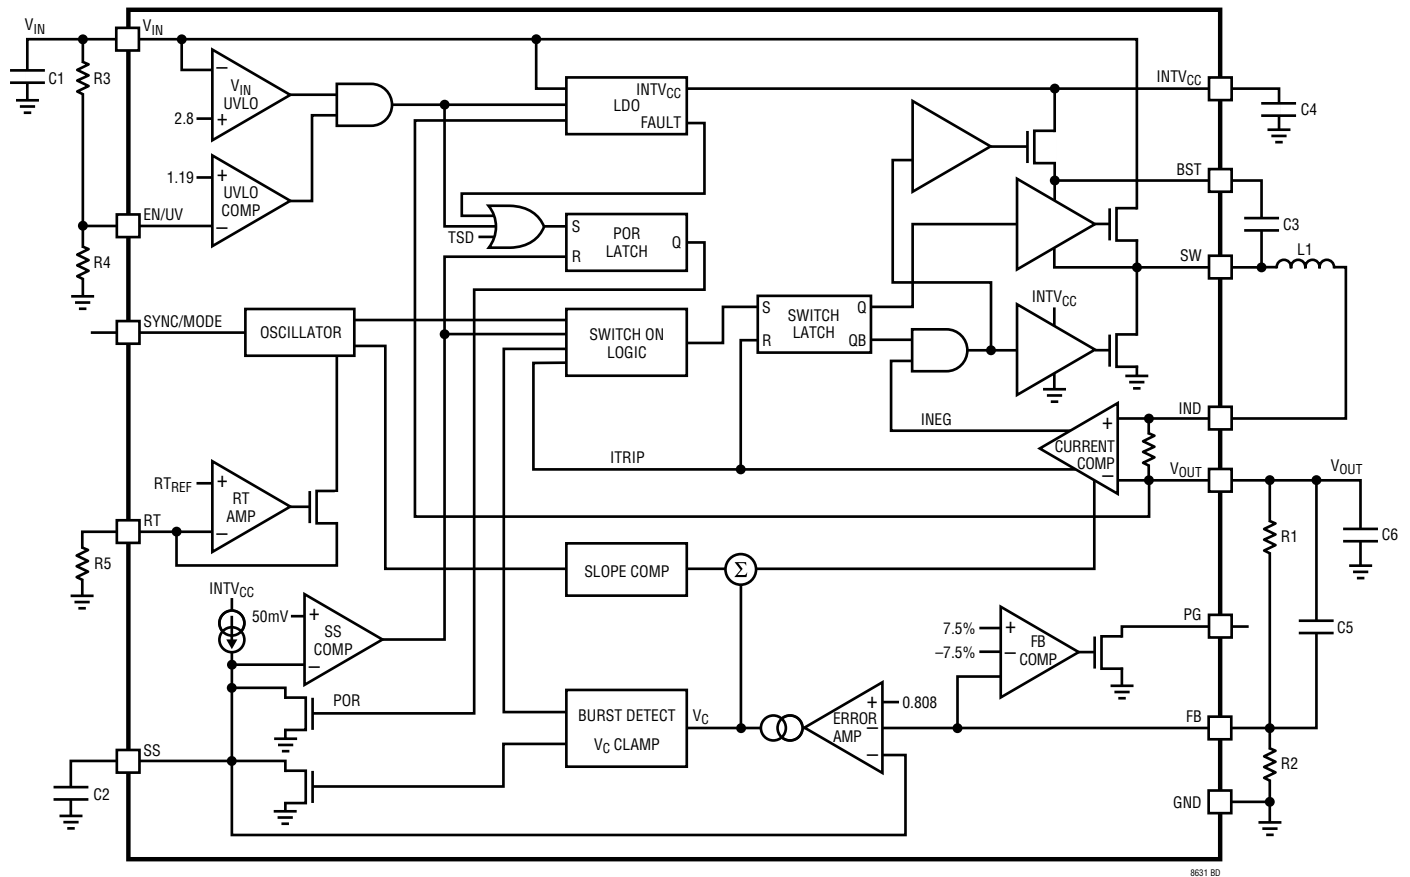 VIN
VIN
C1
R3
VIN
UVLO
2.8
1.19
UVLO
COMP
EN/UV
R4
INTVCC
LDO
FAULT
TSD
S
R
POR
LATCH
Q
INTVCC
C4
BST
C3
SW
L1
SYNC/MODE
OSCILLATOR
SWITCH ON
LOGIC
S
R
SWITCH
LATCH
Q
QB
INTVCC
IND
INEG
ITRIP
CURRENT
COMP
VOUT
VOUT
RTREF
RT
AMP
RT
R5
SLOPE COMP
Σ
R1
C6
INTVCC
50mV
SS
COMP
POR
7.5%
–7.5%
FB
COMP
PG
C5
BURST DETECT
VC CLAMP
VC
0.808
ERROR
AMP
FB
SS
C2
R2
GND
8631 BD